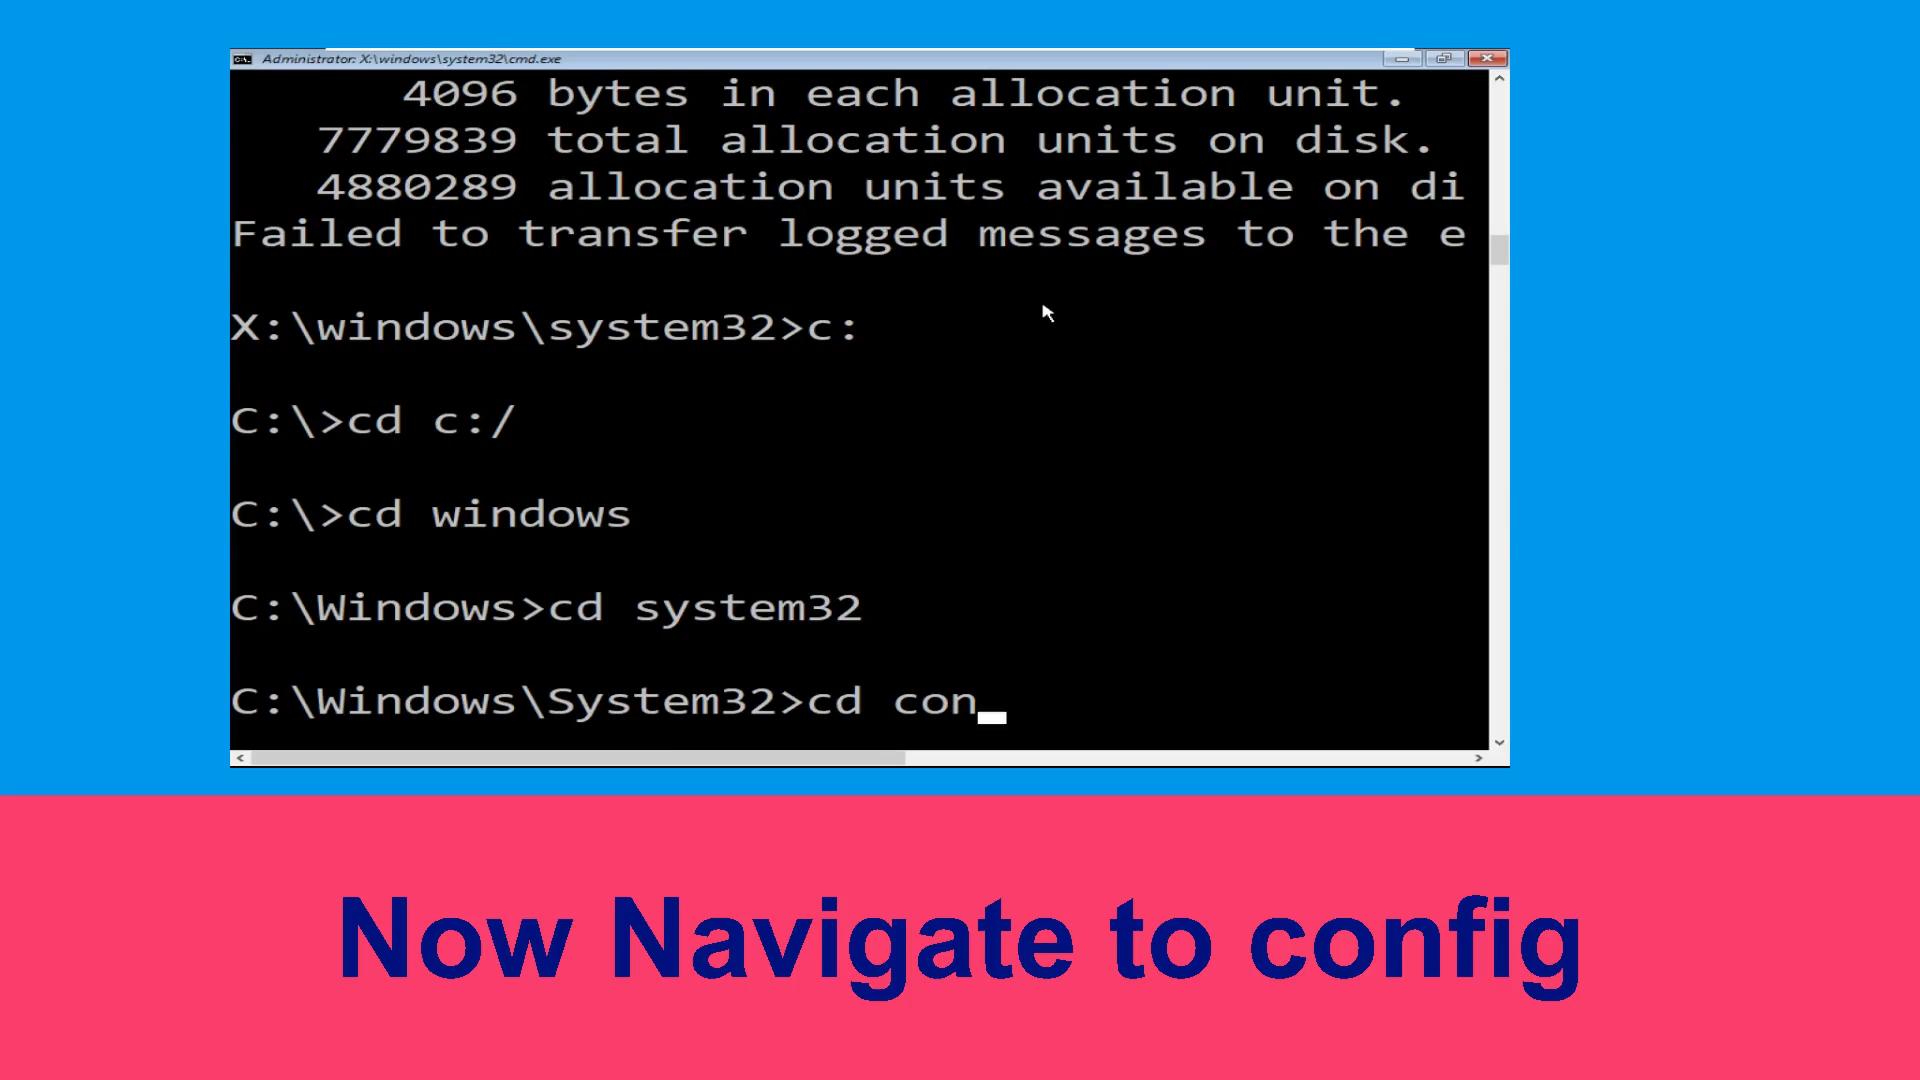 Administrator: X:\windows\system32\cmd.exe
4096 bytes in each allocation unit.
7779839 total allocation units on disk.
4880289 allocation units available on di
Failed to transfer logged messages to the e
X:\windows\system32>c:
C:\>cd c:/
C:\>cd windows
C:\Windows>cd system32
C:\Windows\System32>cd con_
Now Navigate to config